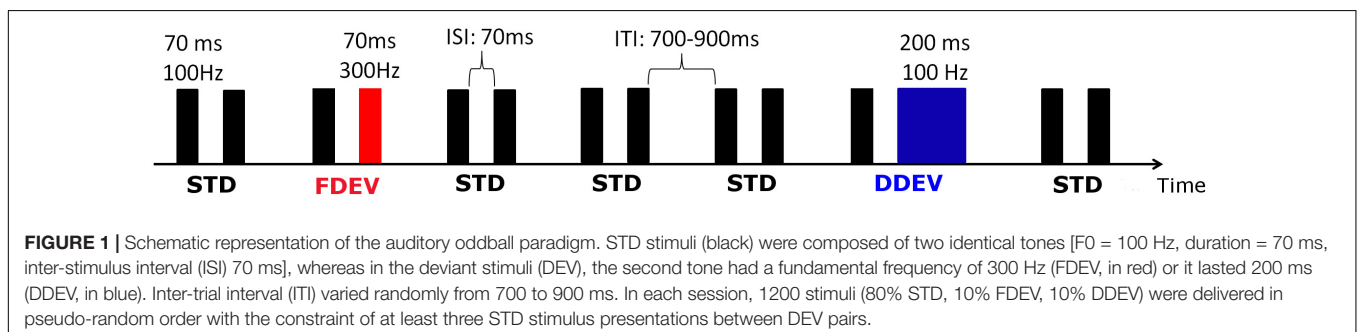 70 ms
100Hz
70ms
300Hz
ISI: 70ms
ITI: 700-900ms
200 ms
100 Hz
STD FDEV STD STD STD DDEV STD Time
FIGURE 1 | Schematic representation of the auditory oddball paradigm. STD stimuli (black) were composed of two identical tones [F0 = 100 Hz, duration = 70 ms,
inter-stimulus interval (ISI) 70 ms], whereas in the deviant stimuli (DEV), the second tone had a fundamental frequency of 300 Hz (FDEV, in red) or it lasted 200 ms
(DDEV, in blue). Inter-trial interval (ITI) varied randomly from 700 to 900 ms. In each session, 1200 stimuli (80% STD, 10% FDEV, 10% DDEV) were delivered in
pseudo-random order with the constraint of at least three STD stimulus presentations between DEV pairs.